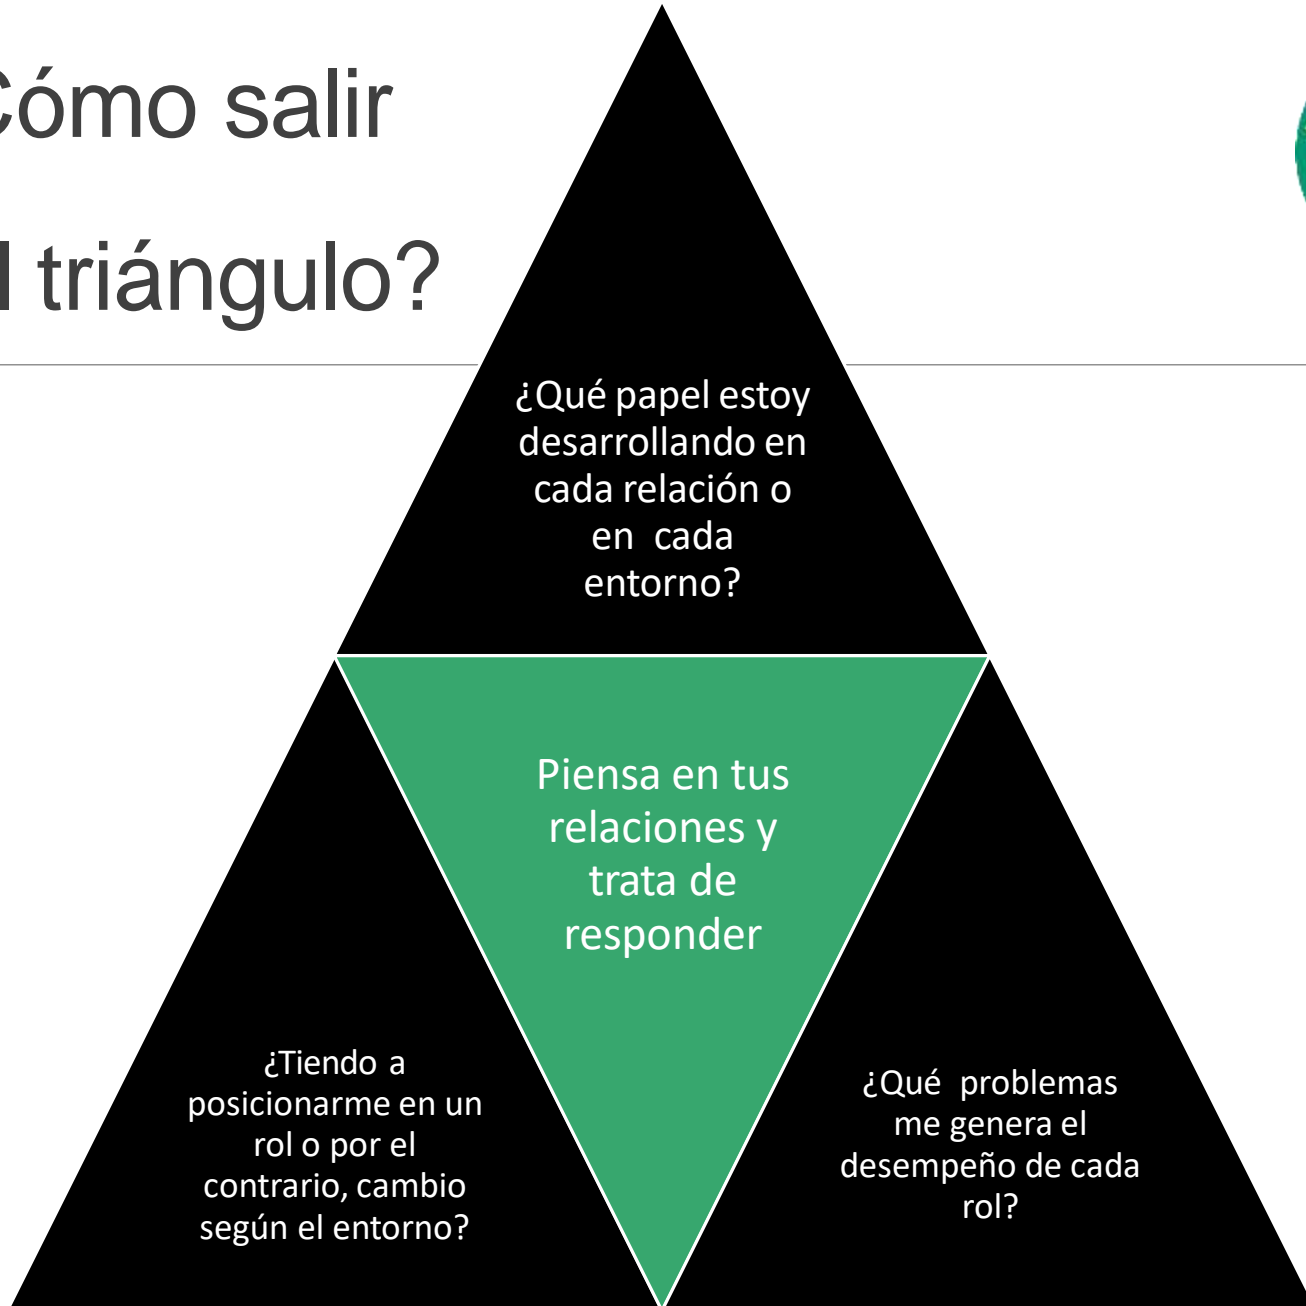 Cómo salir
l triángulo?
¿Qué papel estoy
desarrollando en
cada relación o
en cada
entorno?
Piensa en tus
relaciones y
trata de
responder
¿Tiendo a
posicionarme en un
rol o por el
contrario, cambio
según el entorno?
¿Qué problemas
me genera el
desempeño de cada
rol?